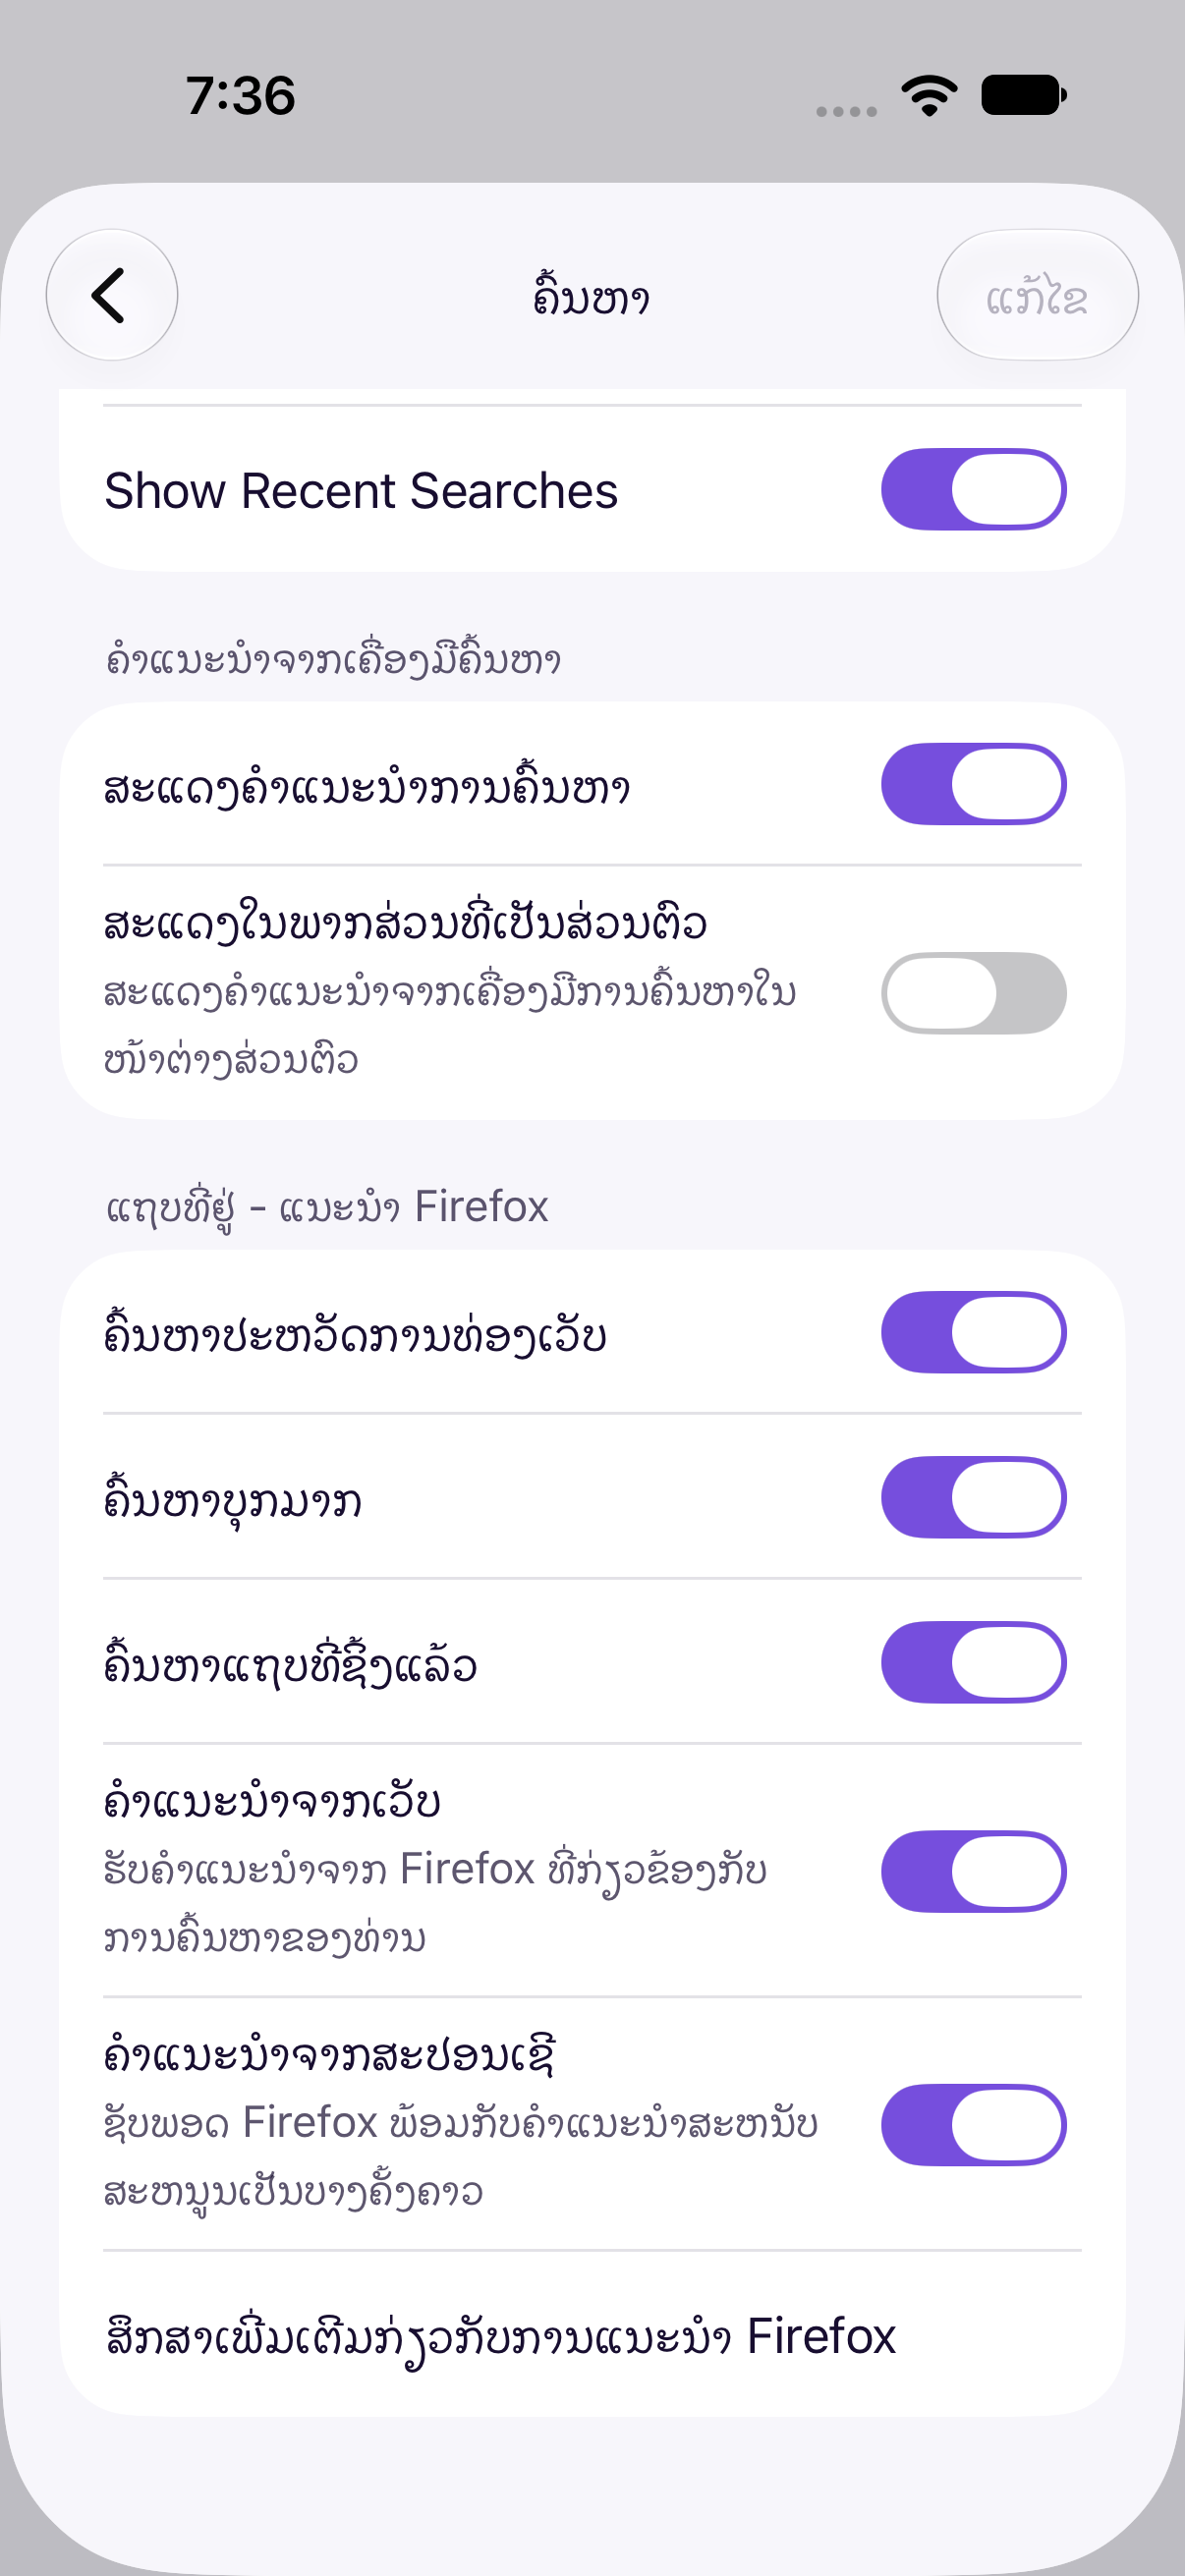 7:36
ຄົ້ນຫາ
ແກ້ໄຂ
Show Recent Searches
ຄຳແນະນຳຈາກເຄື່ອງມືຄົ້ນຫາ
ສະແດງຄຳແນະນຳການຄົ້ນຫາ
ສະແດງໃນພາກສ່ວນທີ່ເປັນສ່ວນຕົວ
ສະແດງຄຳແນະນຳຈາກເຄື່ອງມືການຄົ້ນຫາໃນ
ໜ້າຕ່າງສ່ວນຕົວ
ແຖບທີ່ຢູ່ - ແນະນຳ Firefox
ຄົ້ນຫາປະຫວັດການທ່ອງເວັບ
ຄົ້ນຫາບຸກມາກ
ຄົ້ນຫາແຖບທີ່ຊິ້ງແລ້ວ
ຄຳແນະນຳຈາກເວັບ
ຮັບຄຳແນະນຳຈາກ Firefox ທີ່ກ່ຽວຂ້ອງກັບ
ການຄົ້ນຫາຂອງທ່ານ
ຄຳແນະນຳຈາກສະປອນເຊີ
ຊັບພອດ Firefox ພ້ອມກັບຄຳແນະນຳສະຫນັບ
ສະຫນູນເປັນບາງຄັ້ງຄາວ
ສຶກສາເພີ່ມເຕີມກ່ຽວກັບການແນະນຳ Firefox